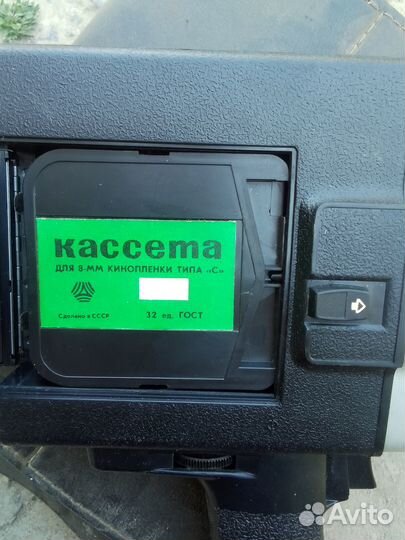 кассета
ДЛЯ 8-ММ КИНОПЛЕНКИ ТИПА «С»
Сделано в СССР 32 ед. ГОСТ
Avito